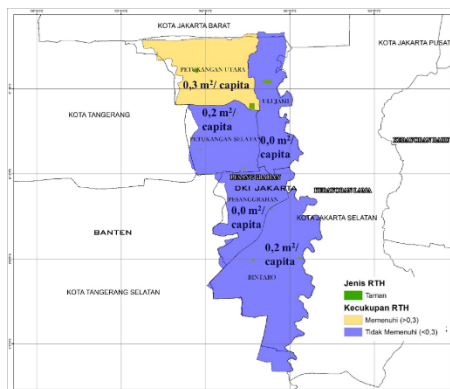 KOTA JAKARTA BARAT
KOTA JAKARTA PUSAT
PETUKANGAN UTARA
0,3 m²/ capita
ULUJAMI
KOTA TANGERANG
0,2 m²/
capita
PETUKANGAN SELATAN
0,0 m²/
capita
PESANGGRAHAN
DKI JAKARTA
KEBAYORAN BARU
KEBAYORAN LAMA
PESANGGRAHAN
0,0 m²/
capita
KOTA JAKARTA SELATAN
BANTEN
0,2 m²/
capita
BINTARO
KOTA TANGERANG SELATAN
Jenis RTH
Taman
Kecukupan RTH
Memenuhi (>0,3)
Tidak Memenuhi (<0,3)